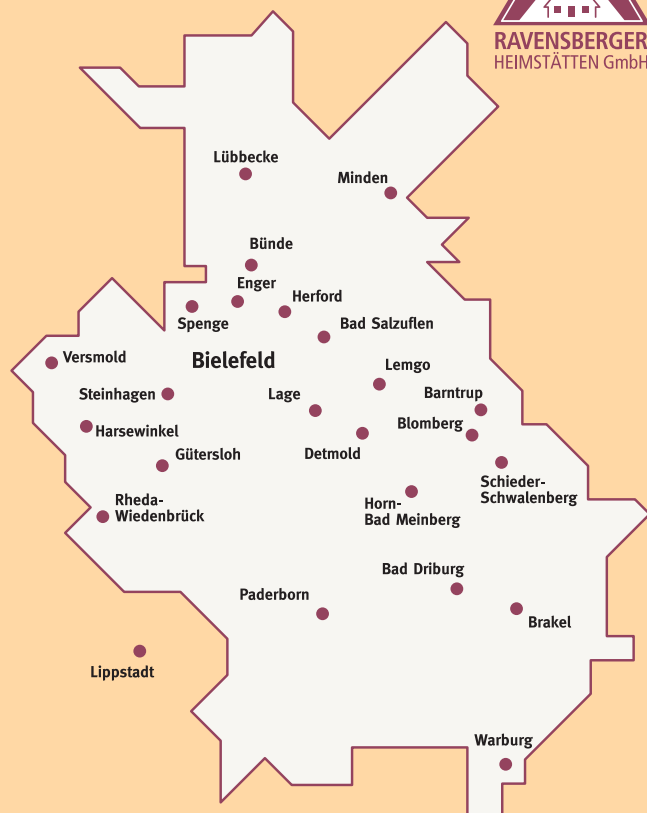 RAVENSBERGER
HEIMSTÄTTEN GmbH
Lübbecke
Minden
Bünde
Enger
Herford
Spenge
Bad Salzuflen
Bielefeld
Versmold
Lemgo
Steinhagen
Lage
Barntrup
Blomberg
Harsewinkel
Gütersloh
Detmold
Schieder-
Schwalenberg
Rheda-
Wiedenbrück
Horn-
Bad Meinberg
Bad Driburg
Paderborn
Brakel
Lippstadt
Warburg